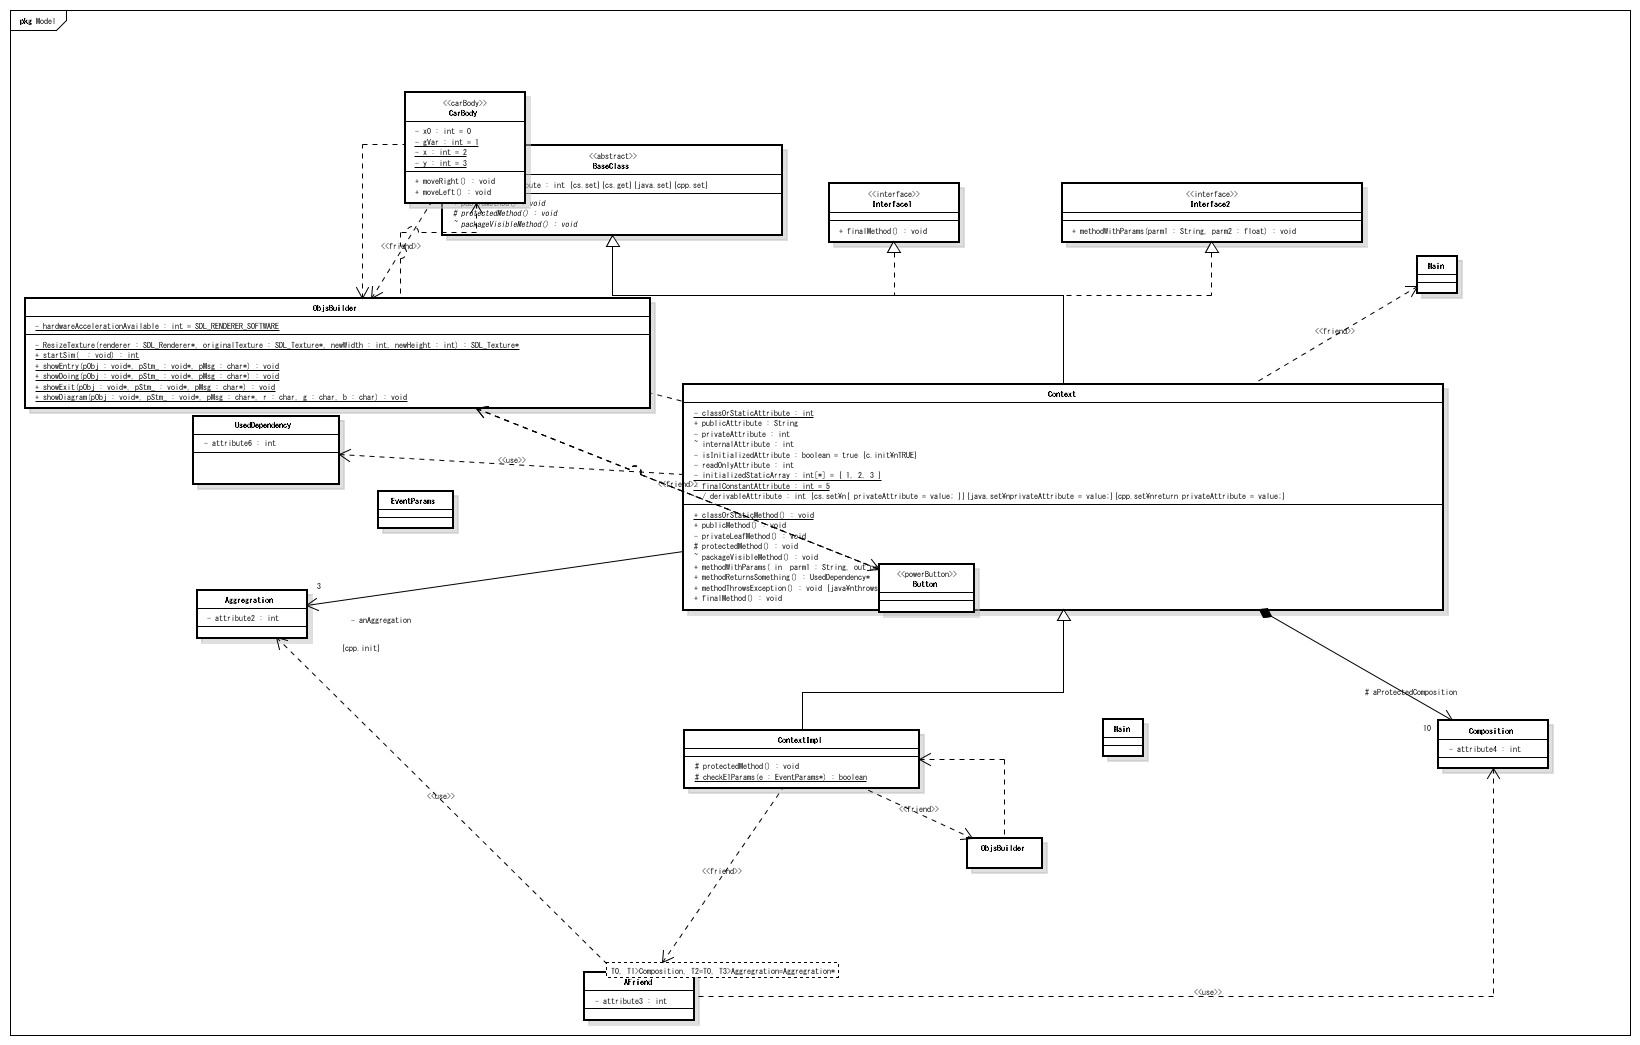 pkg Model
<<carBody>>
CarBody
- x0 : int = 0
- gVar : int = 1
- x : int = 2
- y : int = 3
+ moveRight() : void
+ moveLeft() : void
<<abstract>>
BaseClass
bute : int {cs.set}{cs.get}{java.set}{cpp.set}
void
# protectedMethod() : void
~ packageVisibleMethod() : void
<<interface>>
Interface1
+ finalMethod() : void
<<interface>>
Interface2
+ methodWithParams(parm1 : String, parm2 : float) : void
Main
<<friend>>
<<friend>>
ObjsBuilder
- hardwareAccelerationAvailable : int = SDL_RENDERER_SOFTWARE
- ResizeTexture(renderer : SDL_Renderer*, originalTexture : SDL_Texture*, newWidth : int, newHeight : int) : SDL_Texture*
+ startSim( : void) : int
+ showEntry(pObj : void*, pStm_ : void*, pMsg : char*) : void
+ showDoing(pObj : void*, pStm_ : void*, pMsg : char*) : void
+ showExit(pObj : void*, pStm_ : void*, pMsg : char*) : void
+ showDiagram(pObj : void*, pStm_ : void*, pMsg : char*, r : char, g : char, b : char) : void
Context
- classOrStaticAttribute : int
+ publicAttribute : String
- privateAttribute : int
~ internalAttribute : int
- isInitializedAttribute : boolean = true {c.init¥nTRUE}
- readOnlyAttribute : int
- initializedStaticArray : int[*] = { 1, 2, 3 }
- finalConstantAttribute : int = 5
~ / derivableAttribute : int {cs.set¥n{ privateAttribute = value; }}{java.set¥nprivateAttribute = value;}{cpp.set¥nreturn privateAttribute = value;}
+ classOrStaticMethod() : void
+ publicMethod() : void
- privateLeafMethod() : void
# protectedMethod() : void
~ packageVisibleMethod() : void
+ methodWithParams( in parm1 : String, out
+ methodReturnsSomething() : UsedDependency*
+ methodThrowsException() : void {java¥nthrows
+ finalMethod() : void
UsedDependency
- attribute6 : int
<<use>>
<<friend>>
EventParams
<<powerButton>>
Button
Aggregration
- attribute2 : int
3
- anAggregation
{cpp.init}
# aProtectedComposition
10
Composition
- attribute4 : int
ContextImpl
# protectedMethod() : void
# checkE1Params(e : EventParams*) : boolean
Main
<<use>>
<<friend>>
ObjsBuilder
<<friend>>
T0, T1>Composition, T2=T0, T3>Aggregration=Aggregration*
AFriend
- attribute3 : int
<<use>>